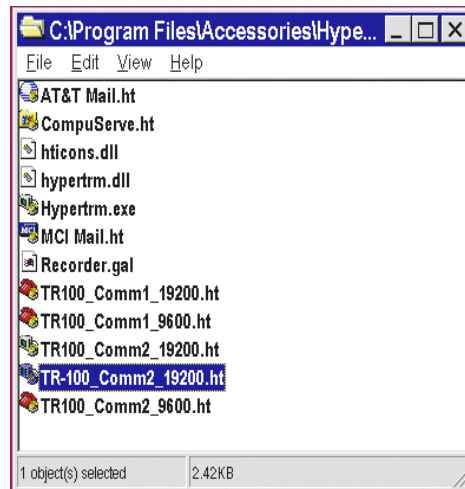 C:\Program Files\Accessories\Hype...
File Edit View Help
AT&T Mail.ht
CompuServe.ht
hticons.dll
hypertrm.dll
Hypertrm.exe
MCI Mail.ht
Recorder.gal
TR100_Comm1_19200.ht
TR100_Comm1_9600.ht
TR100_Comm2_19200.ht
TR-100_Comm2_19200.ht
TR100_Comm2_9600.ht
1 object(s) selected 2.42KB